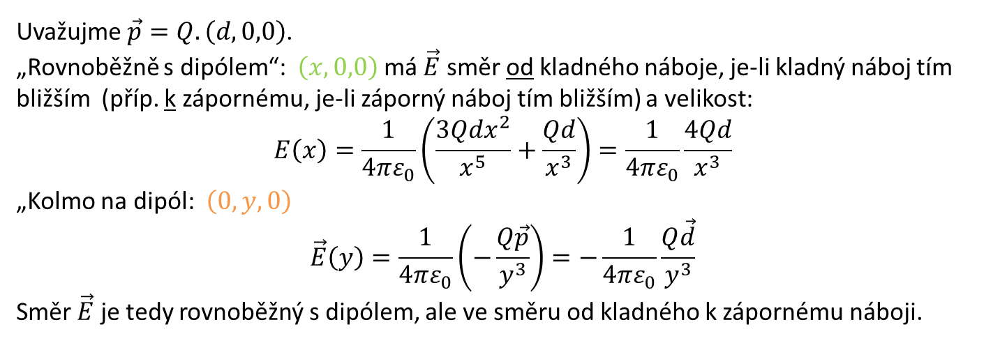 Uvažujme $\vec{p} = Q.(d, 0,0)$.
„Rovnoběžně s dipólem“: $(x, 0,0)$ má $\vec{E}$ směr od kladného náboje, je-li kladný náboj tím
bližším (příp. k zápornému, je-li záporný náboj tím bližším) a velikost:
$E(x) = \frac{1}{4\pi\varepsilon_0}\left(\frac{3Qdx^2}{x^5} + \frac{Qd}{x^3}\right) = \frac{1}{4\pi\varepsilon_0}\frac{4Qd}{x^3}$
„Kolmo na dipól: $(0, y, 0)$
$\vec{E}(y) = \frac{1}{4\pi\varepsilon_0}\left(-\frac{Q\vec{p}}{y^3}\right) = -\frac{1}{4\pi\varepsilon_0}\frac{Q\vec{d}}{y^3}$
Směr $\vec{E}$ je tedy rovnoběžný s dipólem, ale ve směru od kladného k zápornému náboji.